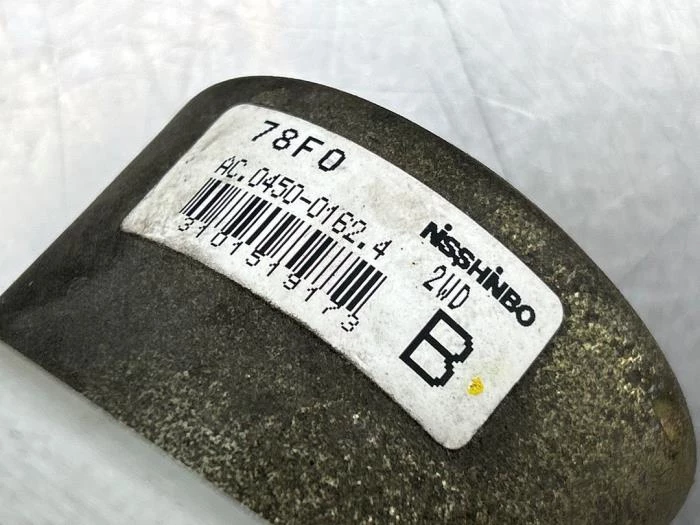 78F0
AC.0450-0162.4
3101519173
NiSSHiNBO
2WD
B